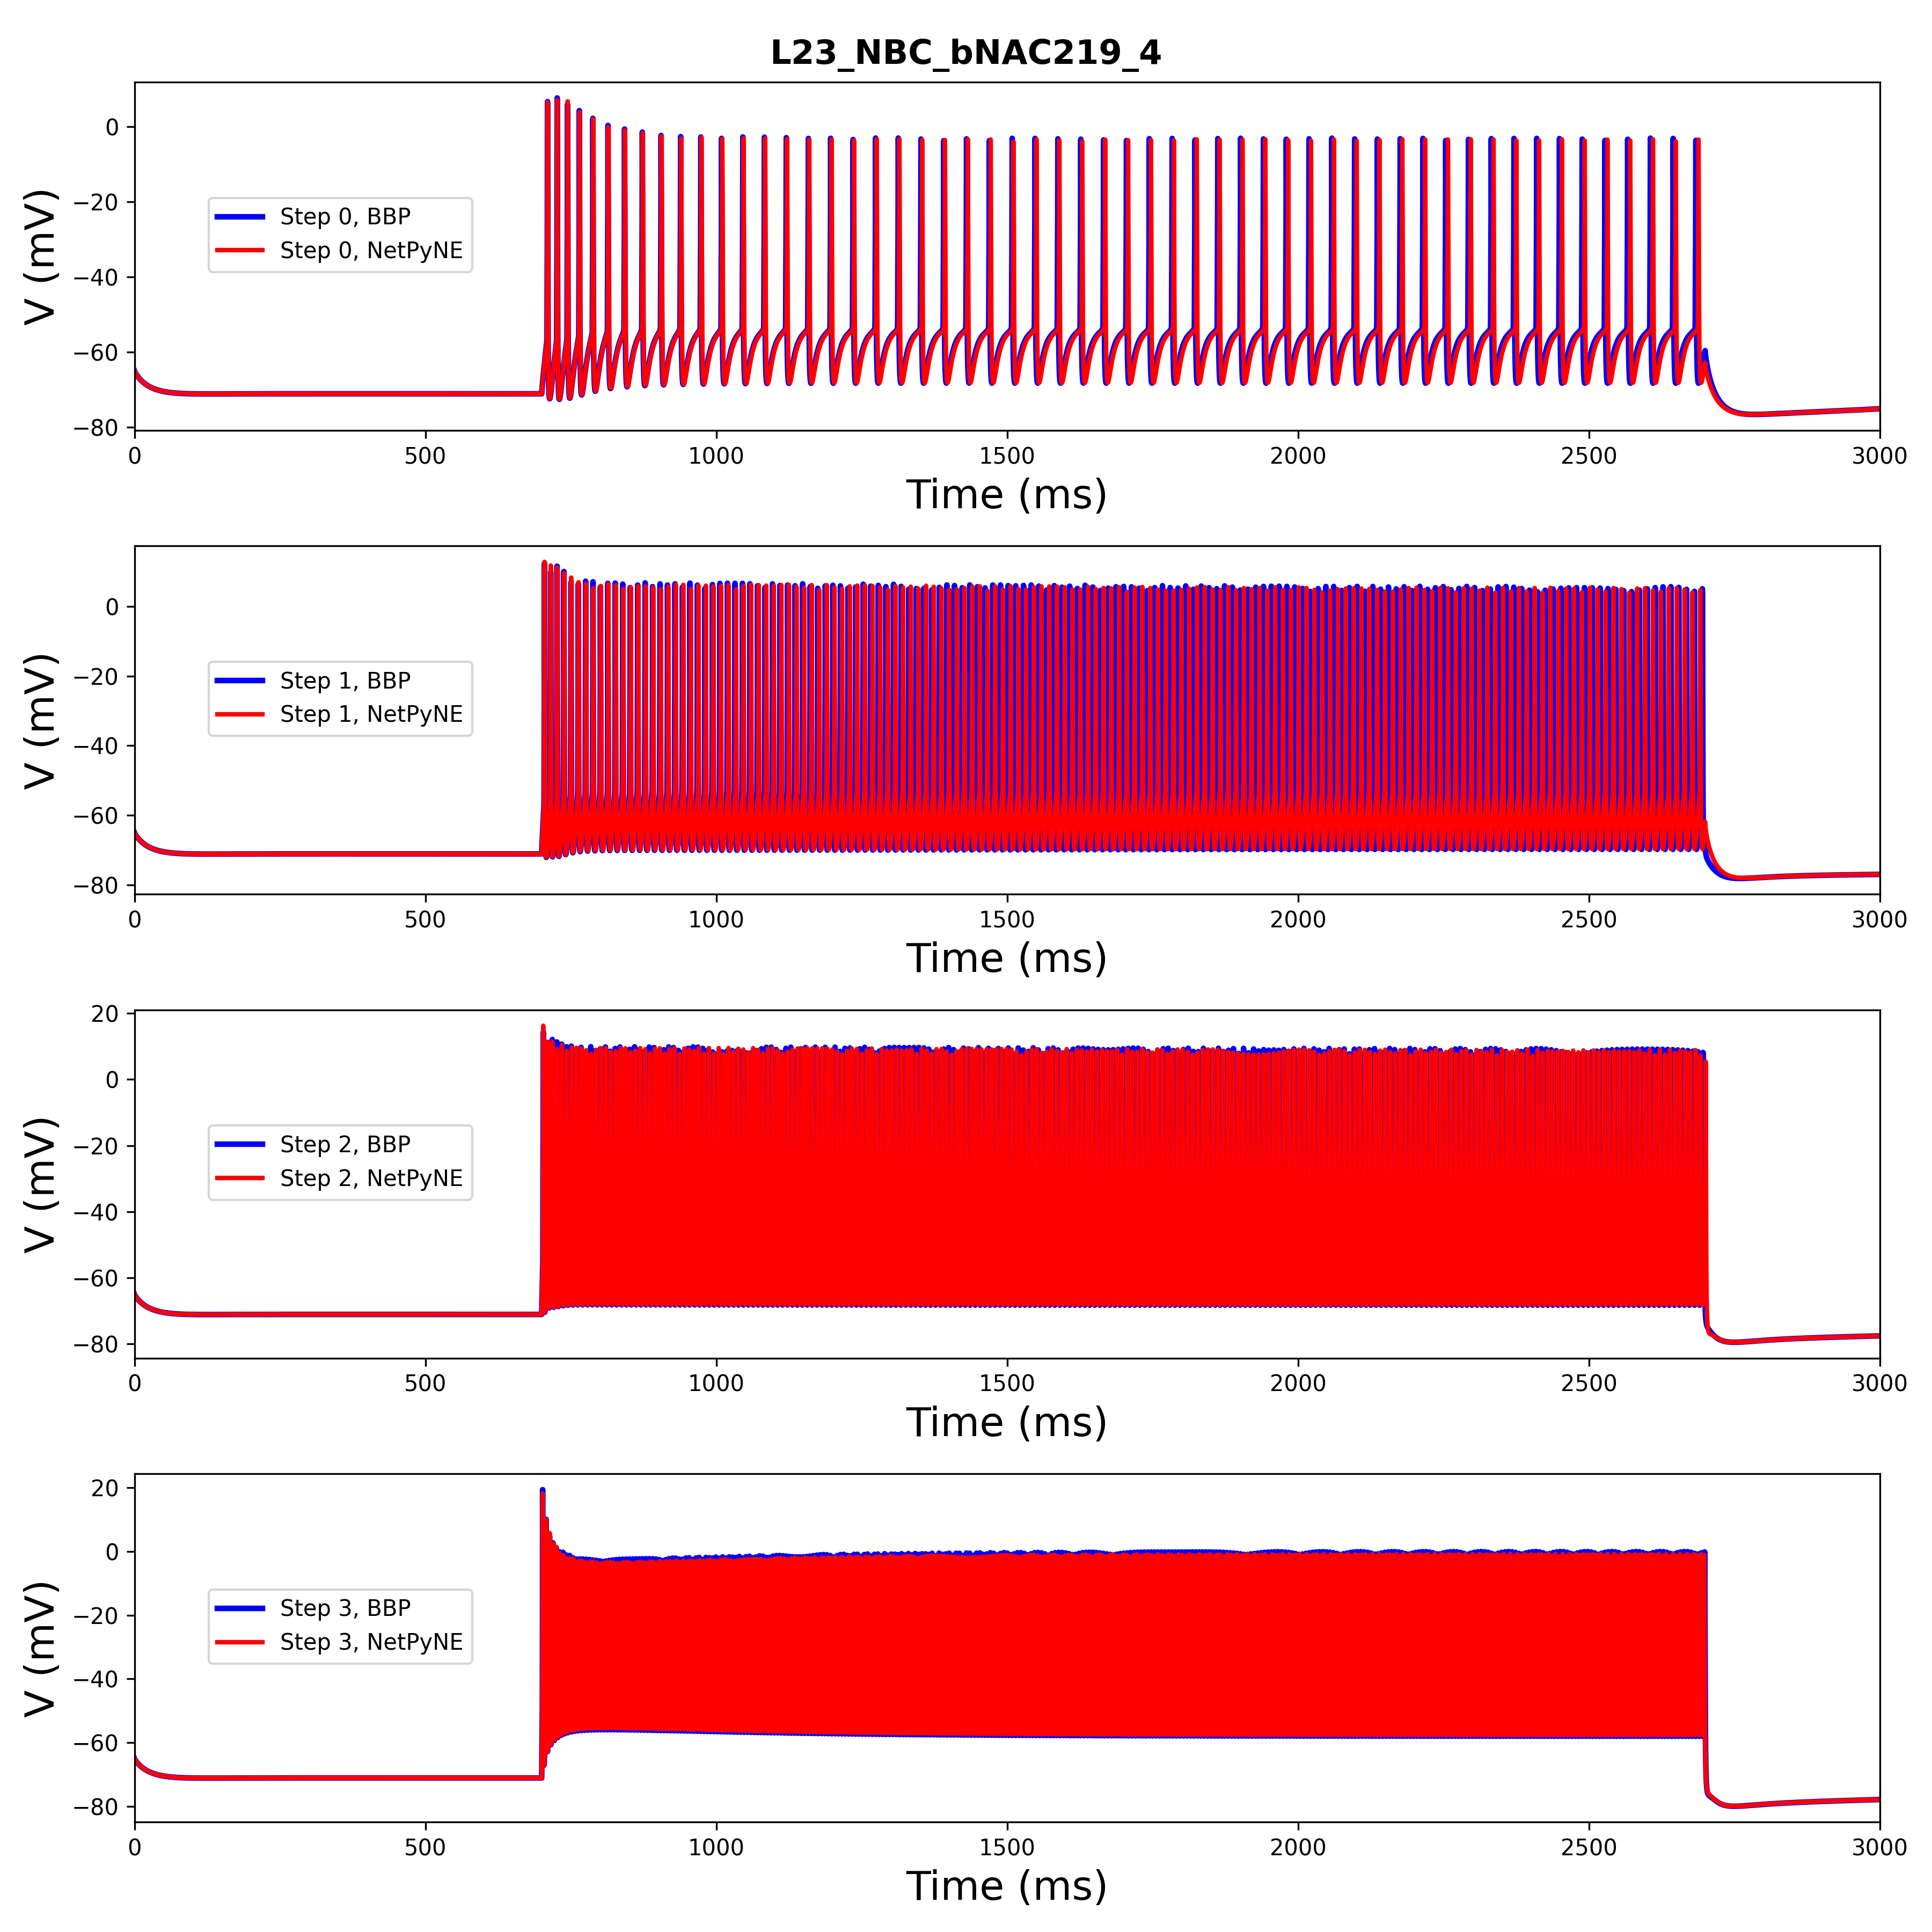 L23_NBC_bNAC219_4
V (mV)
0
−20
−40
−60
−80
Step 0, BBP
Step 0, NetPyNE
0 500 1000 1500 2000 2500 3000
Time (ms)
V (mV)
0
−20
−40
−60
−80
Step 1, BBP
Step 1, NetPyNE
0 500 1000 1500 2000 2500 3000
Time (ms)
V (mV)
20
0
−20
−40
−60
−80
Step 2, BBP
Step 2, NetPyNE
0 500 1000 1500 2000 2500 3000
Time (ms)
V (mV)
20
0
−20
−40
−60
−80
Step 3, BBP
Step 3, NetPyNE
0 500 1000 1500 2000 2500 3000
Time (ms)